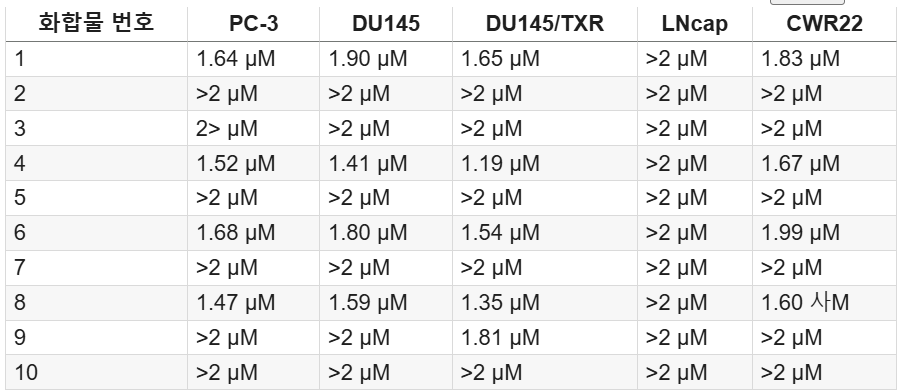 화합물 번호 PC-3 DU145 DU145/TXR LNcap CWR22
1 1.64 μM 1.90 μM 1.65 μM >2 μM 1.83 μM
2 >2 μM >2 μM >2 μM >2 μM >2 μM
3 2> μM >2 μM >2 μM >2 μM >2 μM
4 1.52 μM 1.41 μM 1.19 μM >2 μM 1.67 μM
5 >2 μM >2 μM >2 μM >2 μM >2 μM
6 1.68 μM 1.80 μM 1.54 μM >2 μM 1.99 μM
7 >2 μM >2 μM >2 μM >2 μM >2 μM
8 1.47 μM 1.59 μM 1.35 μM >2 μM 1.60 사M
9 >2 μM >2 μM 1.81 μM >2 μM >2 μM
10 >2 μM >2 μM >2 μM >2 μM >2 μM